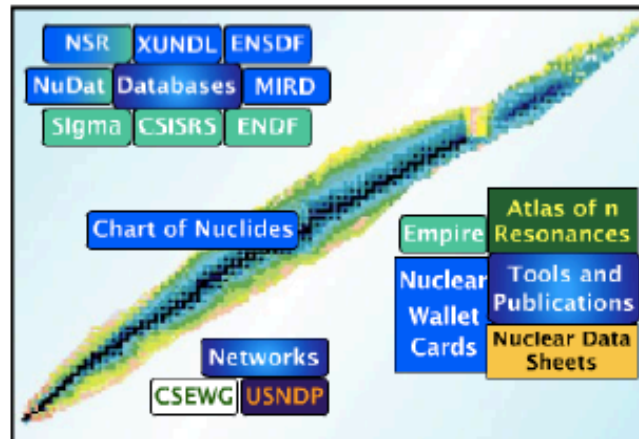 NSR XUNDL ENSDF
NuDat Databases MIRD
Sigma CSISRS ENDF
Chart of Nuclides
Empire
Atlas of n
Resonances
Nuclear
Wallet
Cards
Tools and
Publications
Nuclear Data
Sheets
Networks
CSEWG USNDP